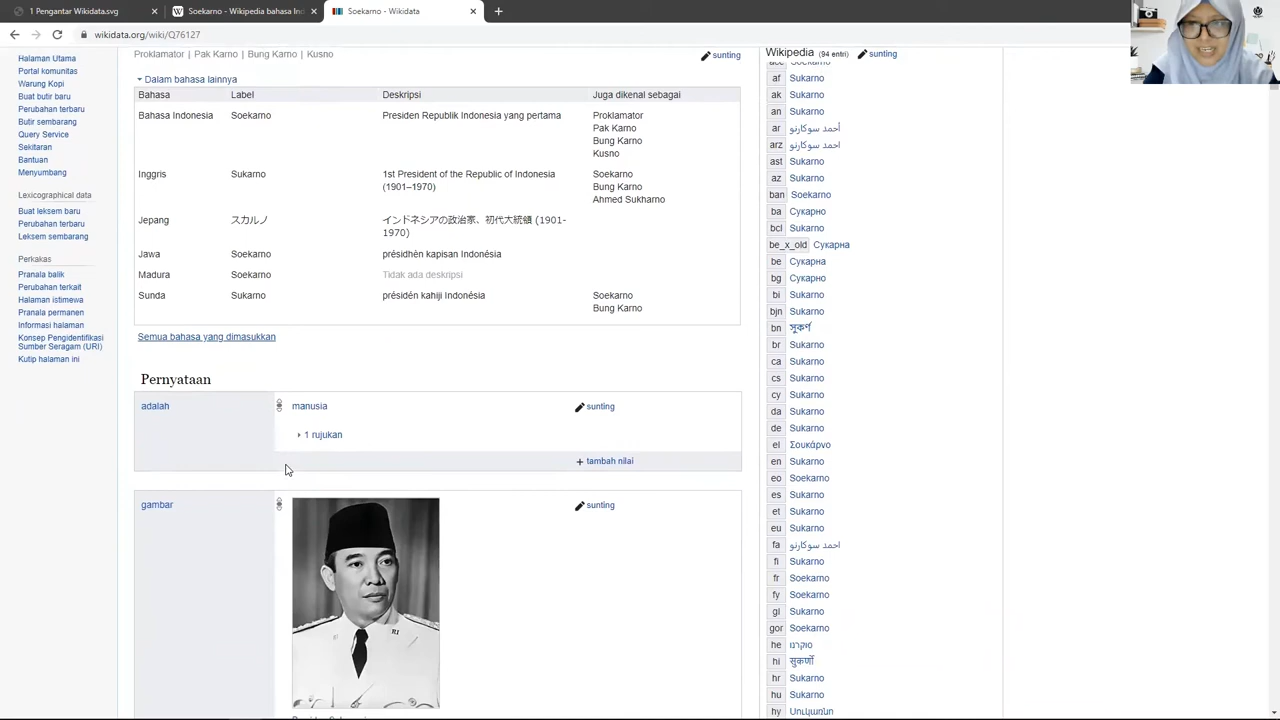 1 Pengantar Wikidata.svg
Soekarno - Wikipedia bahasa Ind
Soekarno - Wikidata
wikidata.org/wiki/Q76127
Halaman Utama
Portal komunitas
Warung Kopi
Buat butir baru
Perubahan terbaru
Butir sembarang
Query Service
Sekitaran
Bantuan
Menyumbang
Lexicographical data
Buat leksem baru
Perubahan terbaru
Leksem sembarang
Perkakas
Pranala balik
Perubahan terkait
Halaman istimewa
Pranala permanen
Informasi halaman
Konsep Pengidentifikasi
Sumber Seragam (URI)
Kutip halaman ini
Proklamator | Pak Karno | Bung Karno | Kusno
sunting
Dalam bahasa lainnya
Bahasa Label Deskripsi Juga dikenal sebagai
Bahasa Indonesia Soekarno Presiden Republik Indonesia yang pertama Proklamator
Pak Karno
Bung Karno
Kusno
Inggris Sukarno 1st President of the Republic of Indonesia Soekarno
(1901–1970) Bung Karno
Ahmed Sukharno
Jepang スカルノ インドネシアの政治家、初代大統領 (1901-
1970)
Jawa Soekarno présidhèn kapisan Indonésia
Madura Soekarno Tidak ada deskripsi
Sunda Sukarno présidén kahiji Indonésia Soekarno
Bung Karno
Semua bahasa yang dimasukkan
Pernyataan
adalah manusia sunting
1 rujukan
+ tambah nilai
gambar sunting
Wikipedia (94 entri) sunting
ace Soekarno
af Sukarno
ak Sukarno
an Sukarno
ar أحمد سوكارنو
arz احمد سوكارنو
ast Sukarno
az Sukarno
ban Soekarno
ba Сукарно
bcl Sukarno
be_x_old Сукарна
be Сукарна
bg Сукарно
bi Sukarno
bjn Sukarno
bn সুকর্ণ
br Sukarno
ca Sukarno
cs Sukarno
cy Sukarno
da Sukarno
de Sukarno
el Σουκάρνο
en Sukarno
eo Soekarno
es Sukarno
et Sukarno
eu Sukarno
fa احمد سوکارنو
fi Sukarno
fr Soekarno
fy Soekarno
gl Sukarno
gor Soekarno
he סוקרנו
hi सुकर्णो
hr Sukarno
hu Sukarno
hy Սուկառնո